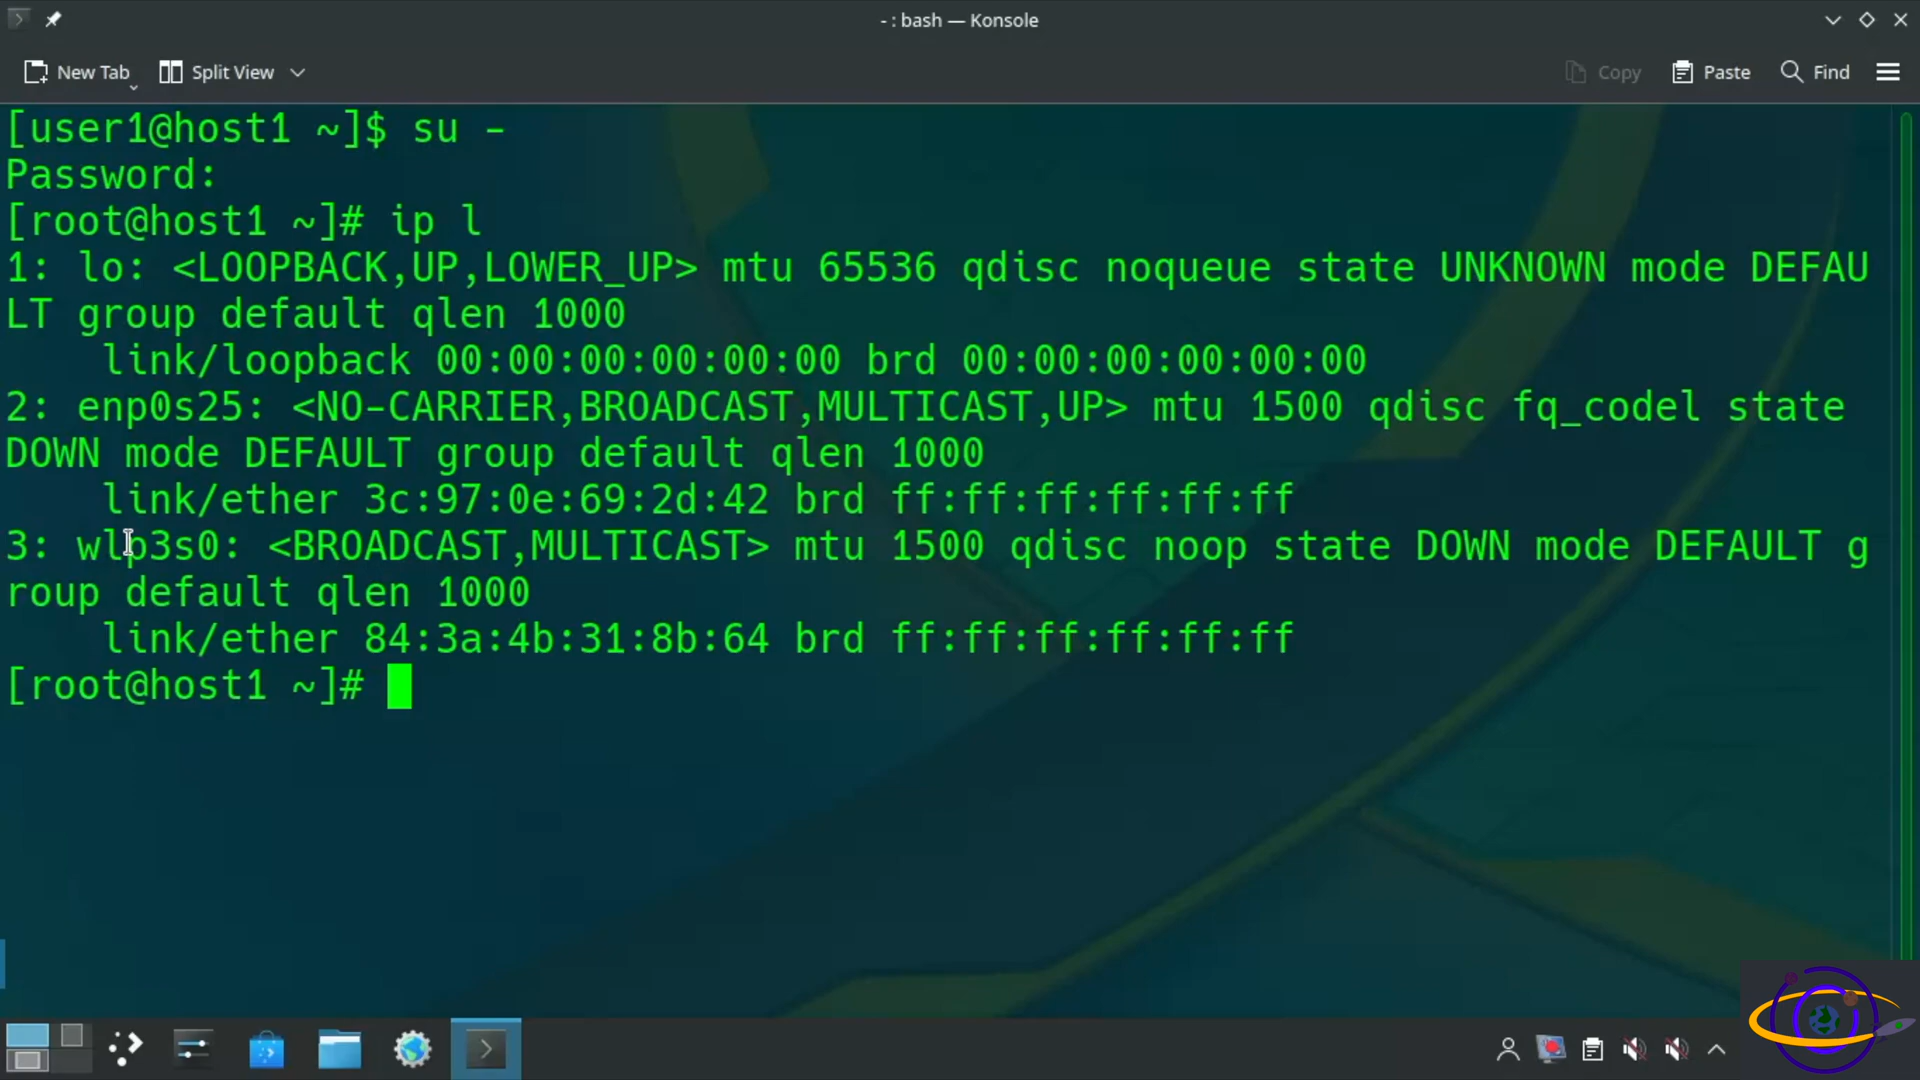 - : bash — Konsole
New Tab Split View Copy Paste Find
[user1@host1 ~]$ su -
Password:
[root@host1 ~]# ip l
1: lo: <LOOPBACK,UP,LOWER_UP> mtu 65536 qdisc noqueue state UNKNOWN mode DEFAU
LT group default qlen 1000
    link/loopback 00:00:00:00:00:00 brd 00:00:00:00:00:00
2: enp0s25: <NO-CARRIER,BROADCAST,MULTICAST,UP> mtu 1500 qdisc fq_codel state
DOWN mode DEFAULT group default qlen 1000
    link/ether 3c:97:0e:69:2d:42 brd ff:ff:ff:ff:ff:ff
3: wlp3s0: <BROADCAST,MULTICAST> mtu 1500 qdisc noop state DOWN mode DEFAULT g
roup default qlen 1000
    link/ether 84:3a:4b:31:8b:64 brd ff:ff:ff:ff:ff:ff
[root@host1 ~]#